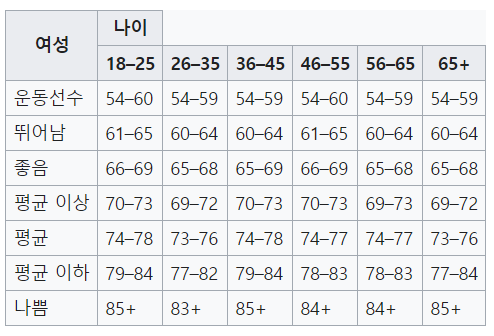 여성 나이
18–25 26–35 36–45 46–55 56–65 65+
운동선수 54–60 54–59 54–59 54–60 54–59 54–59
뛰어남 61–65 60–64 60–64 61–65 60–64 60–64
좋음 66–69 65–68 65–69 66–69 65–68 65–68
평균 이상 70–73 69–72 70–73 70–73 69–73 69–72
평균 74–78 73–76 74–78 74–77 74–77 73–76
평균 이하 79–84 77–82 79–84 78–83 78–83 77–84
나쁨 85+ 83+ 85+ 84+ 84+ 85+